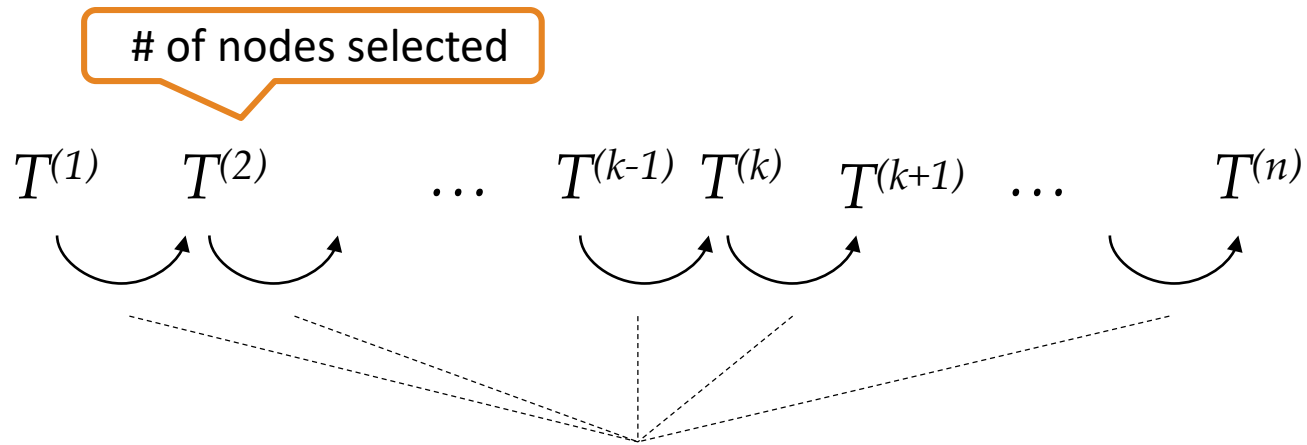 # of nodes selected
T(1) T(2) ... T(k-1) T(k) T(k+1) ... T(n)